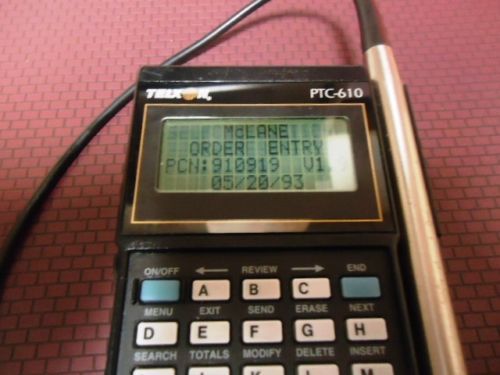 TELXON PTC-610
McLANE
ORDER ENTRY
PCN:910919
05/20/93
ON/OFF ← REVIEW → END
A B C
MENU EXIT SEND ERASE NEXT
D E F G H
SEARCH TOTALS MODIFY DELETE INSERT